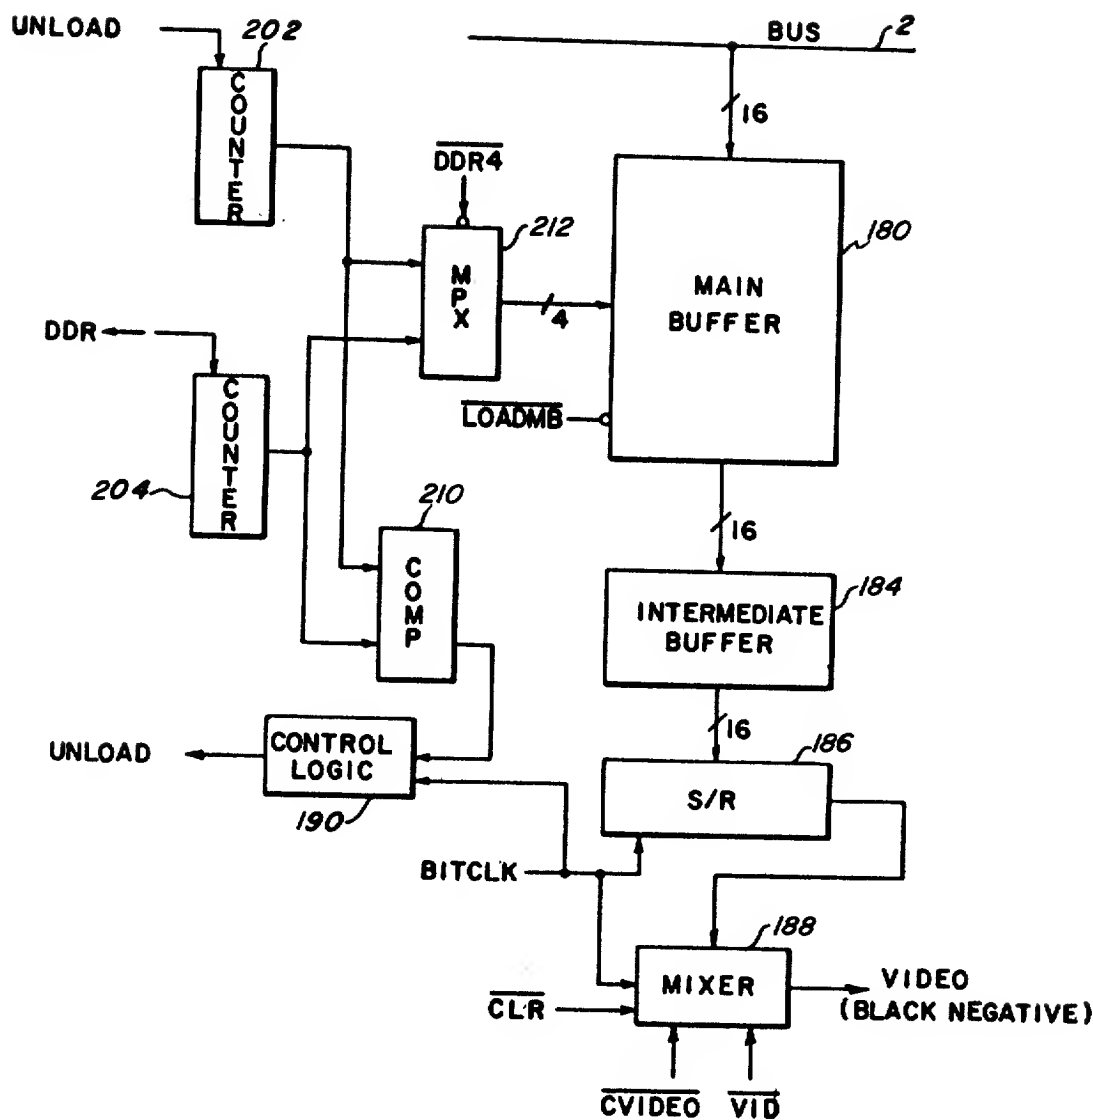 UNLOAD
202
COUNTER
BUS
2
16
DDR4
212
MPX
4
180
MAIN
BUFFER
DDR
COUNTER
204
LOADMB
210
COMP
16
184
INTERMEDIATE
BUFFER
16
186
S/R
UNLOAD
CONTROL
LOGIC
190
BITCLK
188
MIXER
CLR
VIDEO
(BLACK NEGATIVE)
CVIDEO
VID